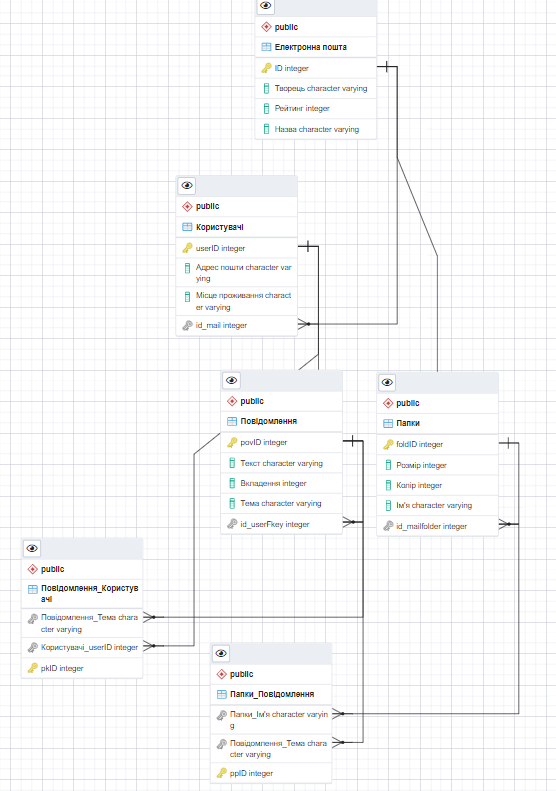 public
Електронна пошта
ID integer
Творець character varying
Рейтинг integer
Назва character varying
public
Користувачі
userID integer
Адрес пошти character var
ying
Місце проживання charact
er varying
id_mail integer
public
Повідомлення
povID integer
Текст character varying
Вкладення integer
Тема character varying
id_userFkey integer
public
Папки
foldID integer
Розмір integer
Колір integer
Ім'я character varying
id_mailfolder integer
public
Повідомлення_Користув
ачі
Повідомлення_Тема chara
cter varying
Користувачі_userID integer
pkID integer
public
Папки_Повідомлення
Папки_Ім'я character varyin
g
Повідомлення_Тема chara
cter varying
ppID integer